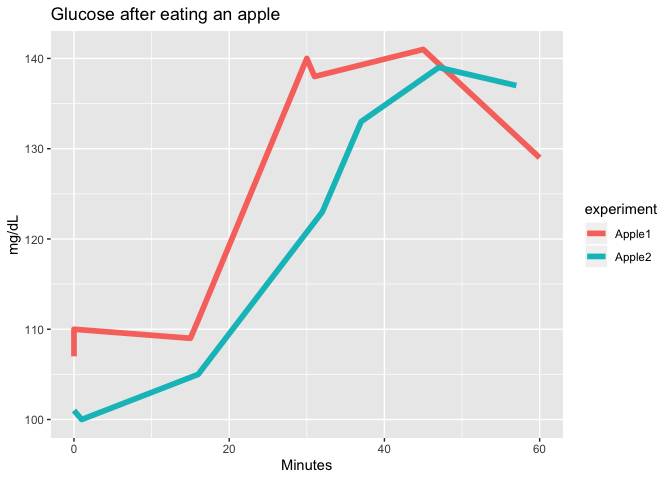 Glucose after eating an apple
140
130
120
110
100
mg/dL
0 20 40 60
Minutes
experiment
Apple1
Apple2